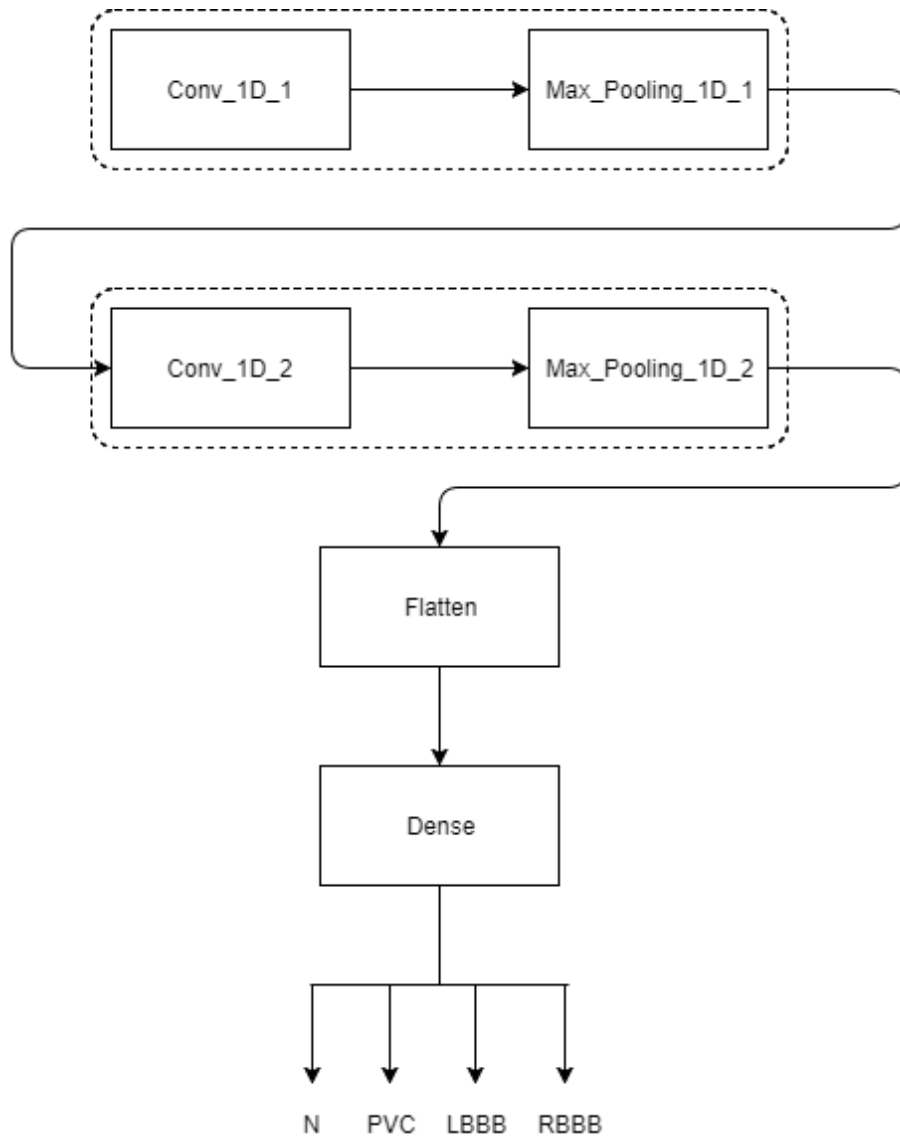 Conv_1D_1
Max_Pooling_1D_1
Conv_1D_2
Max_Pooling_1D_2
Flatten
Dense
N PVC LBBB RBBB